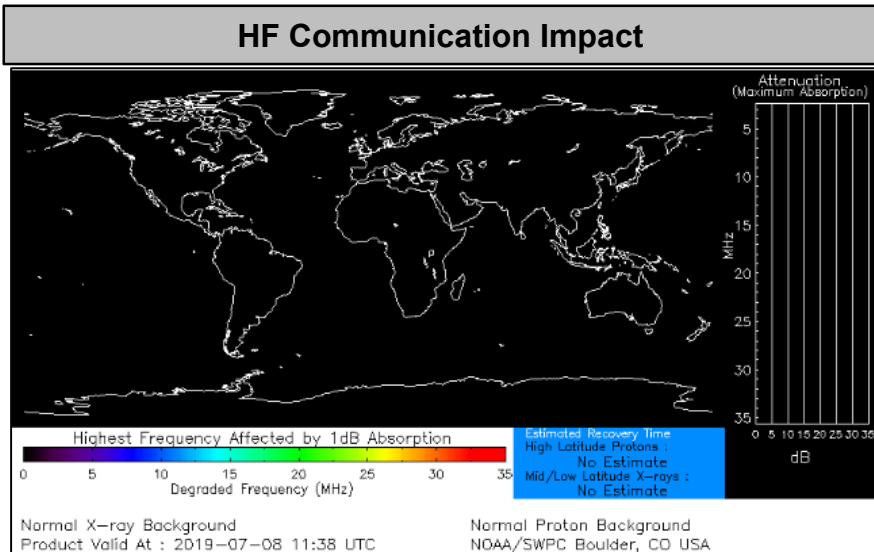 HF Communication Impact
Attenuation
(Maximum Absorption)
5
10
15
MHz
20
25
30
35
0 5 10 15 20 25 30 35
dB
Highest Frequency Affected by 1dB Absorption
0 5 10 15 20 25 30 35
Degraded Frequency (MHz)
Estimated Recovery Time
High Latitude Protons :
No Estimate
Mid/Low Latitude X-rays :
No Estimate
Normal X-ray Background
Product Valid At : 2019-07-08 11:38 UTC
Normal Proton Background
NOAA/SWPC Boulder, CO USA